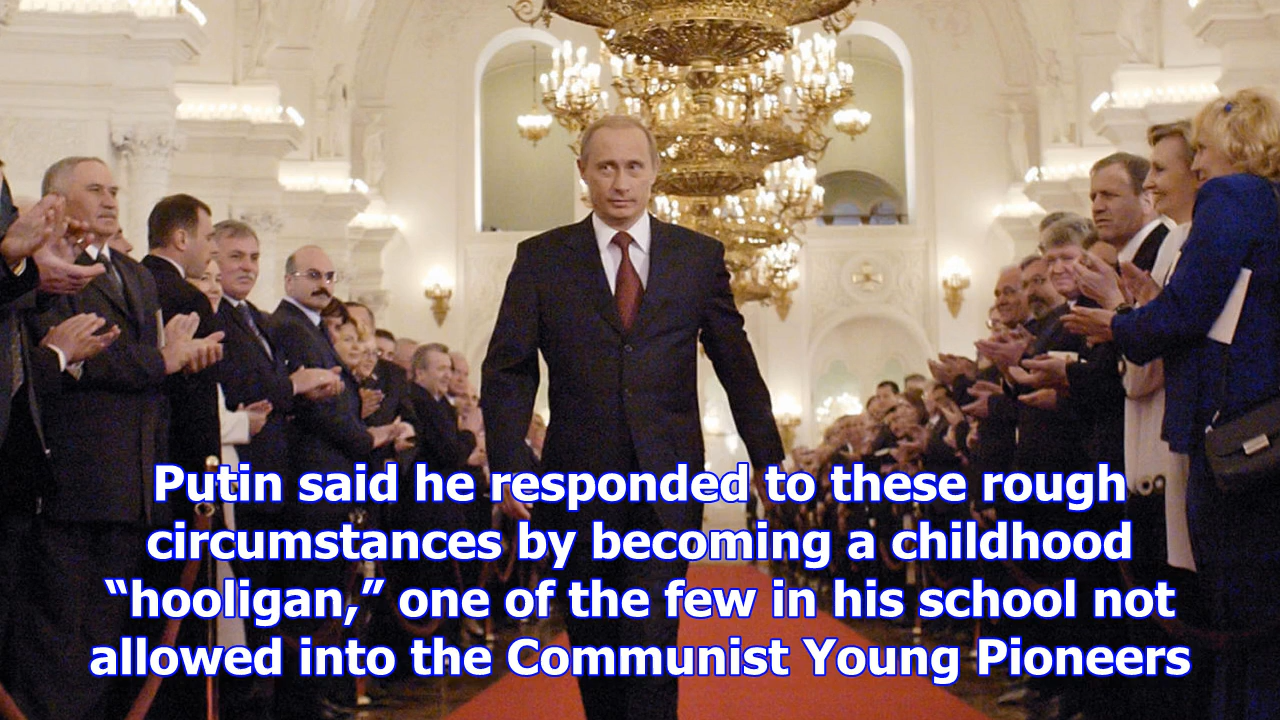 Putin said he responded to these rough
circumstances by becoming a childhood
“hooligan,” one of the few in his school not
allowed into the Communist Young Pioneers